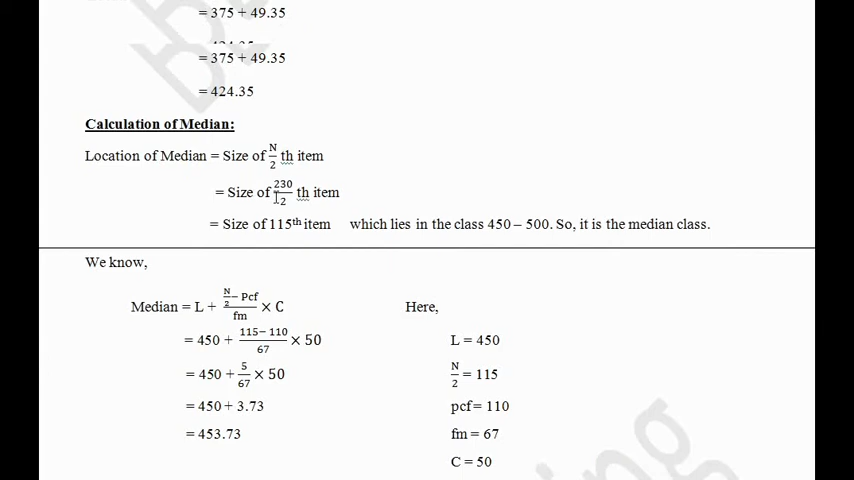 = 375 + 49.35
= 375 + 49.35
= 424.35
Calculation of Median:
Location of Median = Size of N/2 th item
= Size of 230/2 th item
= Size of 115th item which lies in the class 450 – 500. So, it is the median class.
We know,
Median = L + (N/2 − Pcf)/fm × C Here,
= 450 + (115− 110)/67 × 50 L = 450
= 450 + 5/67 × 50 N/2 = 115
= 450 + 3.73 pcf= 110
= 453.73 fm = 67
C = 50